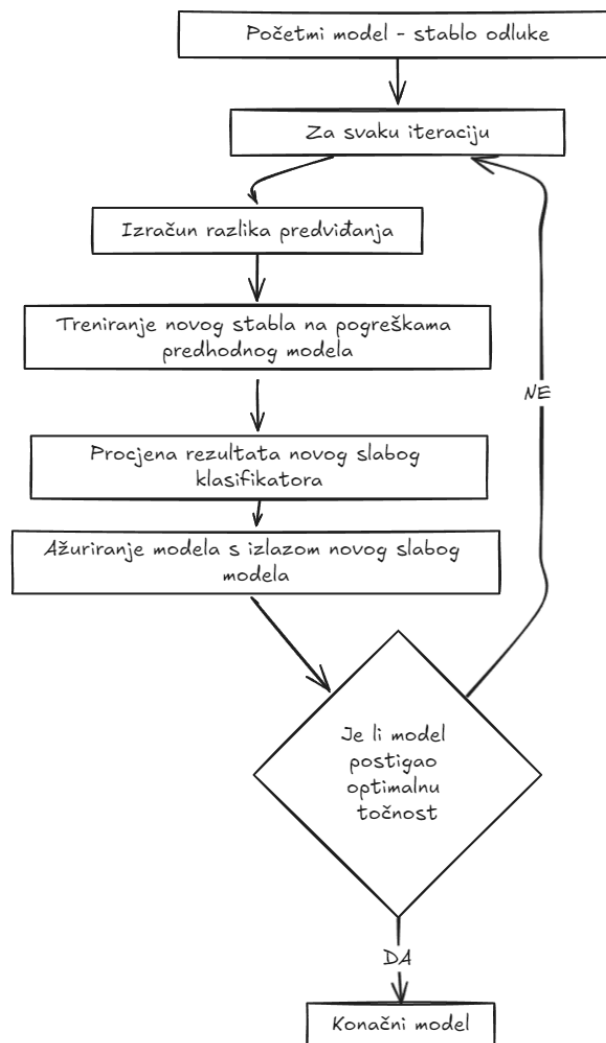 Početmi model - stablo odluke
Za svaku iteraciju
Izračun razlika predviđanja
Treniranje novog stabla na pogreškama
predhodnog modela
NE
Procjena rezultata novog slabog
klasifikatora
Ažuriranje modela s izlazom novog slabog
modela
Je li model
postigao
optimalnu
točnost
DA
Konačni model